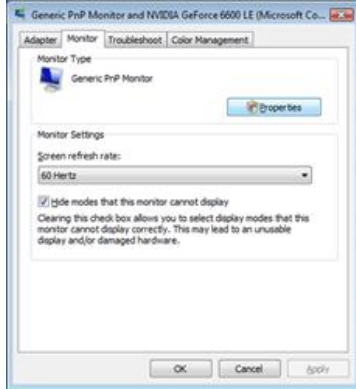 Generic PnP Monitor and NVIDIA GeForce 6600 LE (Microsoft Co...
Adapter Monitor Troubleshoot Color Management
Monitor Type
Generic PnP Monitor
Properties
Monitor Settings
Screen refresh rate:
60 Hertz
Hide modes that this monitor cannot display
Clearing this check box allows you to select display modes that this
monitor cannot display correctly. This may lead to an unusable
display and/or damaged hardware.
OK Cancel Apply